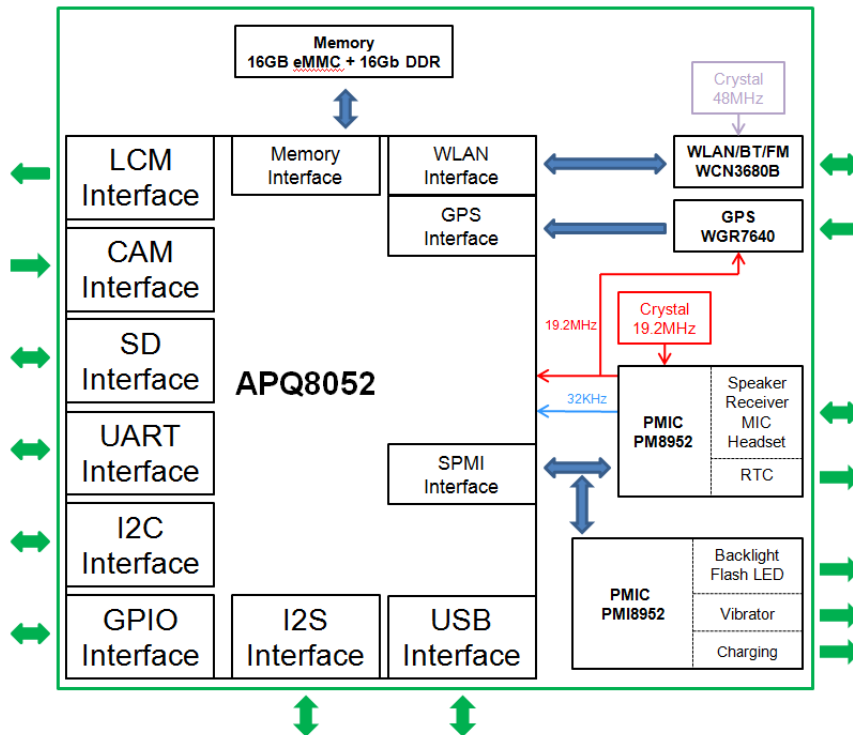 Memory
16GB eMMC + 16Gb DDR
Crystal
48MHz
LCM
Interface
Memory
Interface
WLAN
Interface
WLAN/BT/FM
WCN3680B
GPS
Interface
GPS
WGR7640
CAM
Interface
19.2MHz
Crystal
19.2MHz
SD
Interface
APQ8052
32KHz
PMIC
PM8952
Speaker
Receiver
MIC
Headset
RTC
UART
Interface
SPMI
Interface
I2C
Interface
PMIC
PMI8952
Backlight
Flash LED
Vibrator
Charging
GPIO
Interface
I2S
Interface
USB
Interface